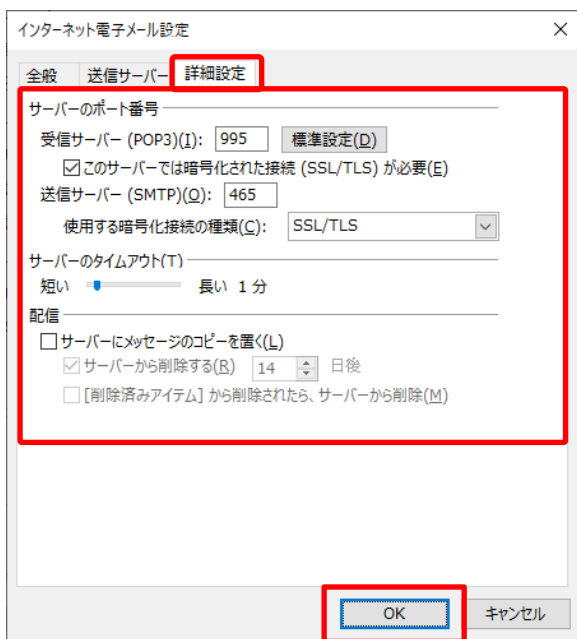 インターネット電子メール設定
全般 送信サーバー 詳細設定
サーバーのポート番号
受信サーバー (POP3)(I): 995 標準設定(D)
このサーバーでは暗号化された接続 (SSL/TLS) が必要(E)
送信サーバー (SMTP)(O): 465
使用する暗号化接続の種類(C): SSL/TLS
サーバーのタイムアウト(T)
短い 長い 1 分
配信
サーバーにメッセージのコピーを置く(L)
サーバーから削除する(R) 14 日後
[削除済みアイテム] から削除されたら、サーバーから削除(M)
OK キャンセル